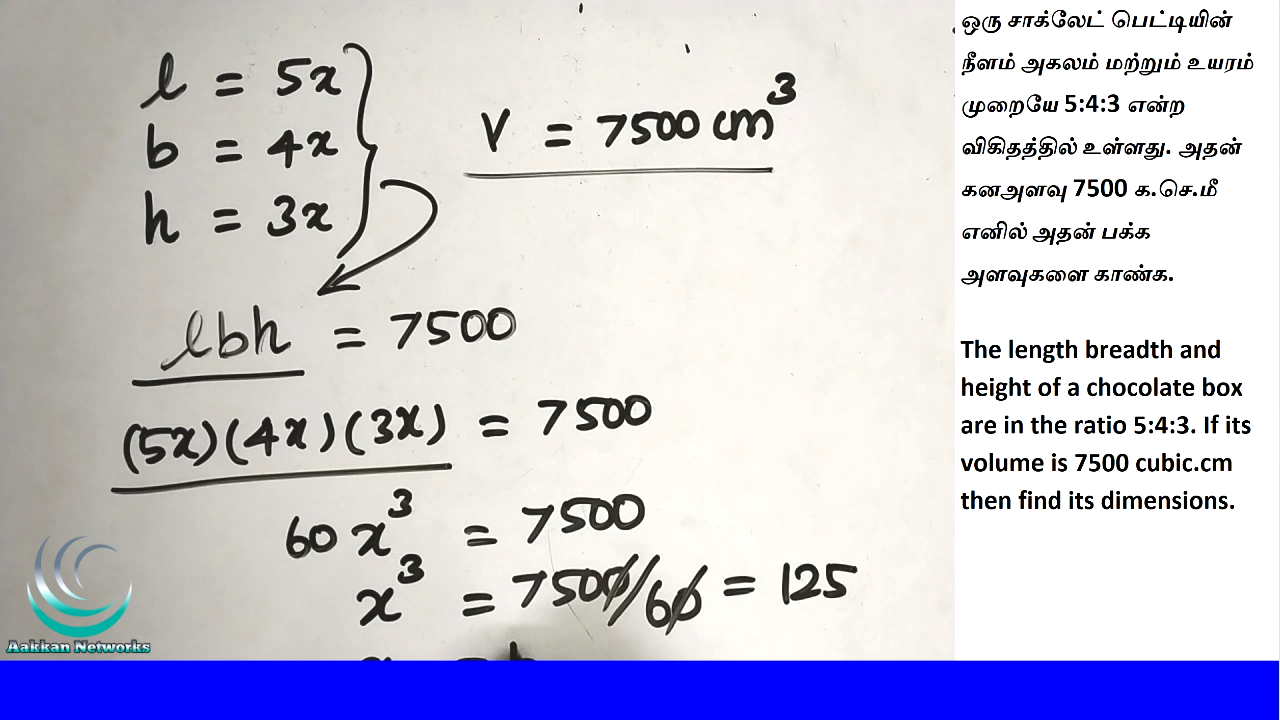 l = 5x
b = 4x
h = 3x
V = 7500 cm³
lbh = 7500
(5x)(4x)(3x) = 7500
60 x³ = 7500
x³ = 7500/60 = 125
ஒரு சாக்லேட் பெட்டியின்
நீளம் அகலம் மற்றும் உயரம்
முறையே 5:4:3 என்ற
விகிதத்தில் உள்ளது. அதன்
கனஅளவு 7500 க.செ.மீ
எனில் அதன் பக்க
அளவுகளை காண்க.
The length breadth and
height of a chocolate box
are in the ratio 5:4:3. If its
volume is 7500 cubic.cm
then find its dimensions.
Aakkan Networks